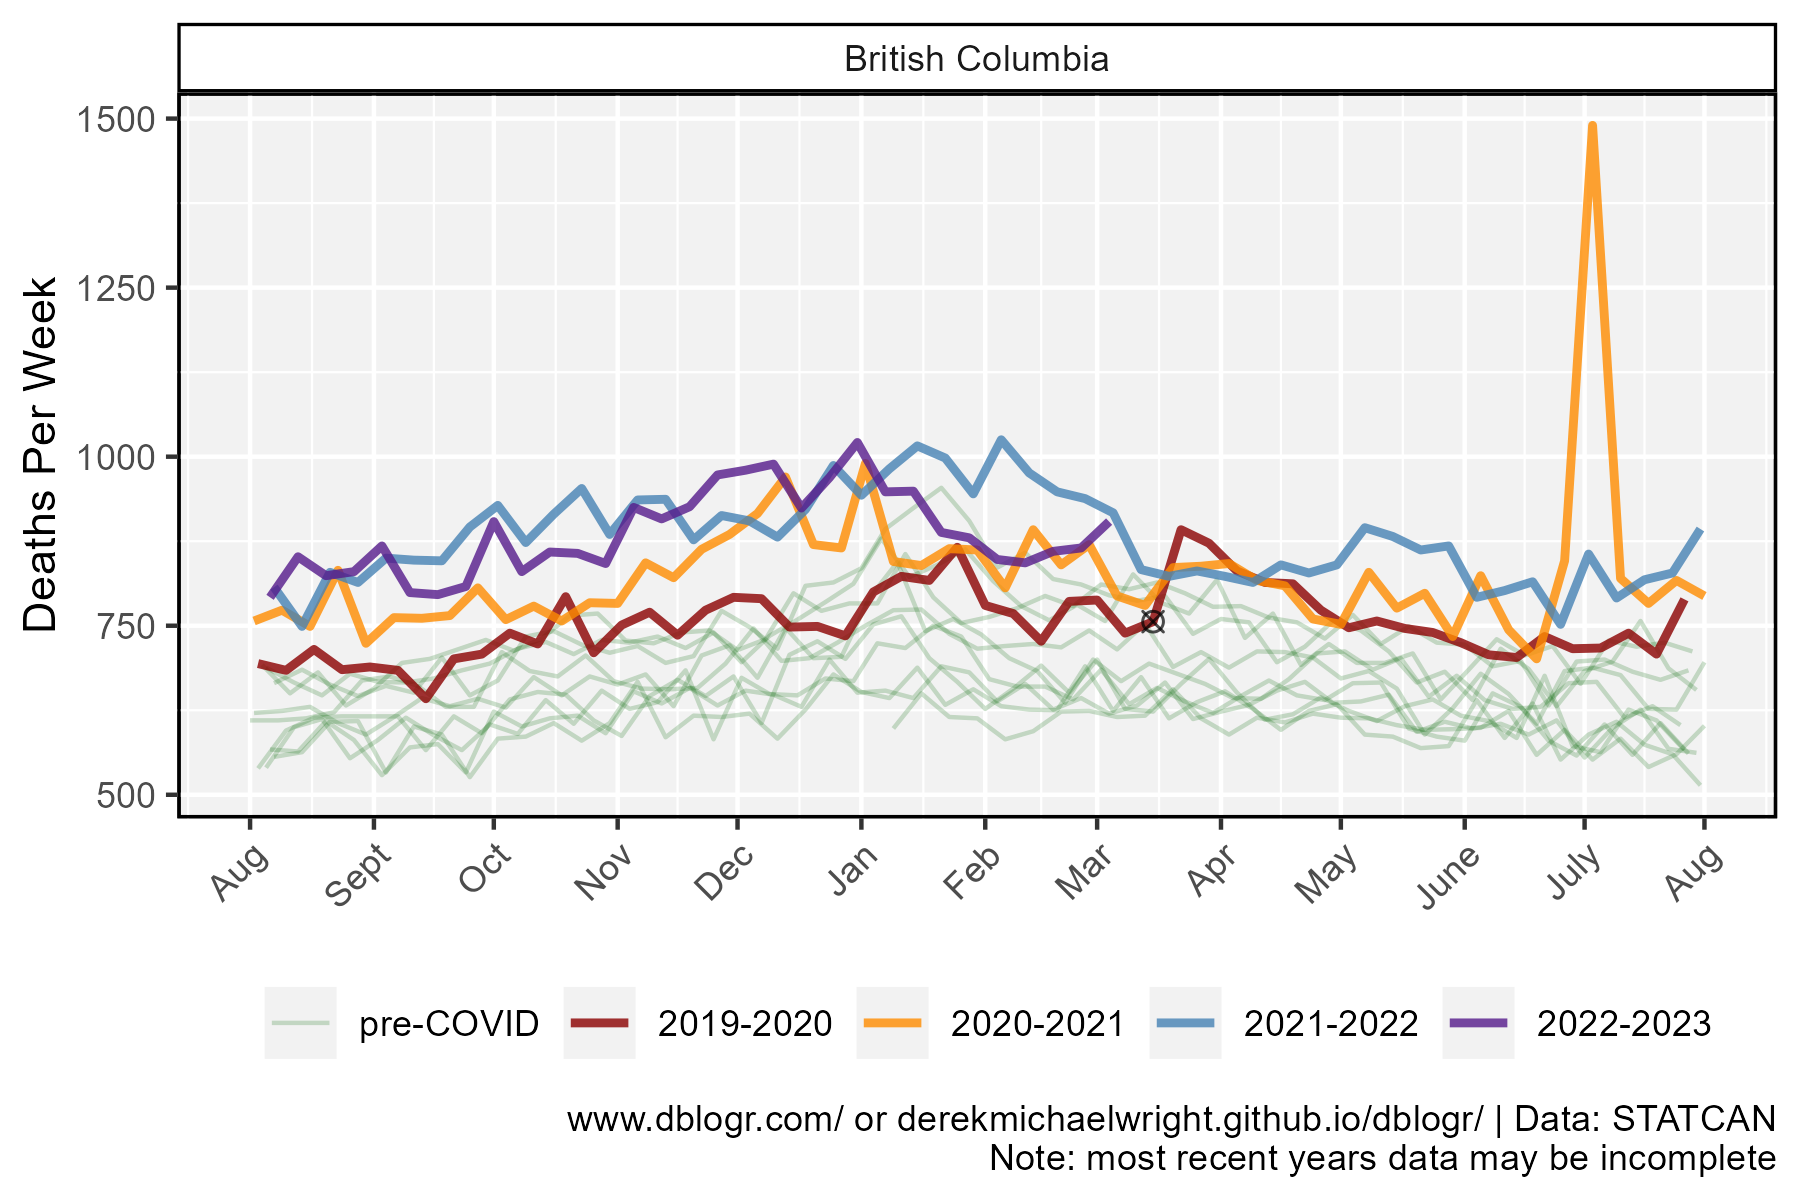 British Columbia
Deaths Per Week
1500
1250
1000
750
500
Aug Sept Oct Nov Dec Jan Feb Mar Apr May June July Aug
pre-COVID 2019-2020 2020-2021 2021-2022 2022-2023
www.dblogr.com/ or derekmichaelwright.github.io/dblogr/ | Data: STATCAN
Note: most recent years data may be incomplete